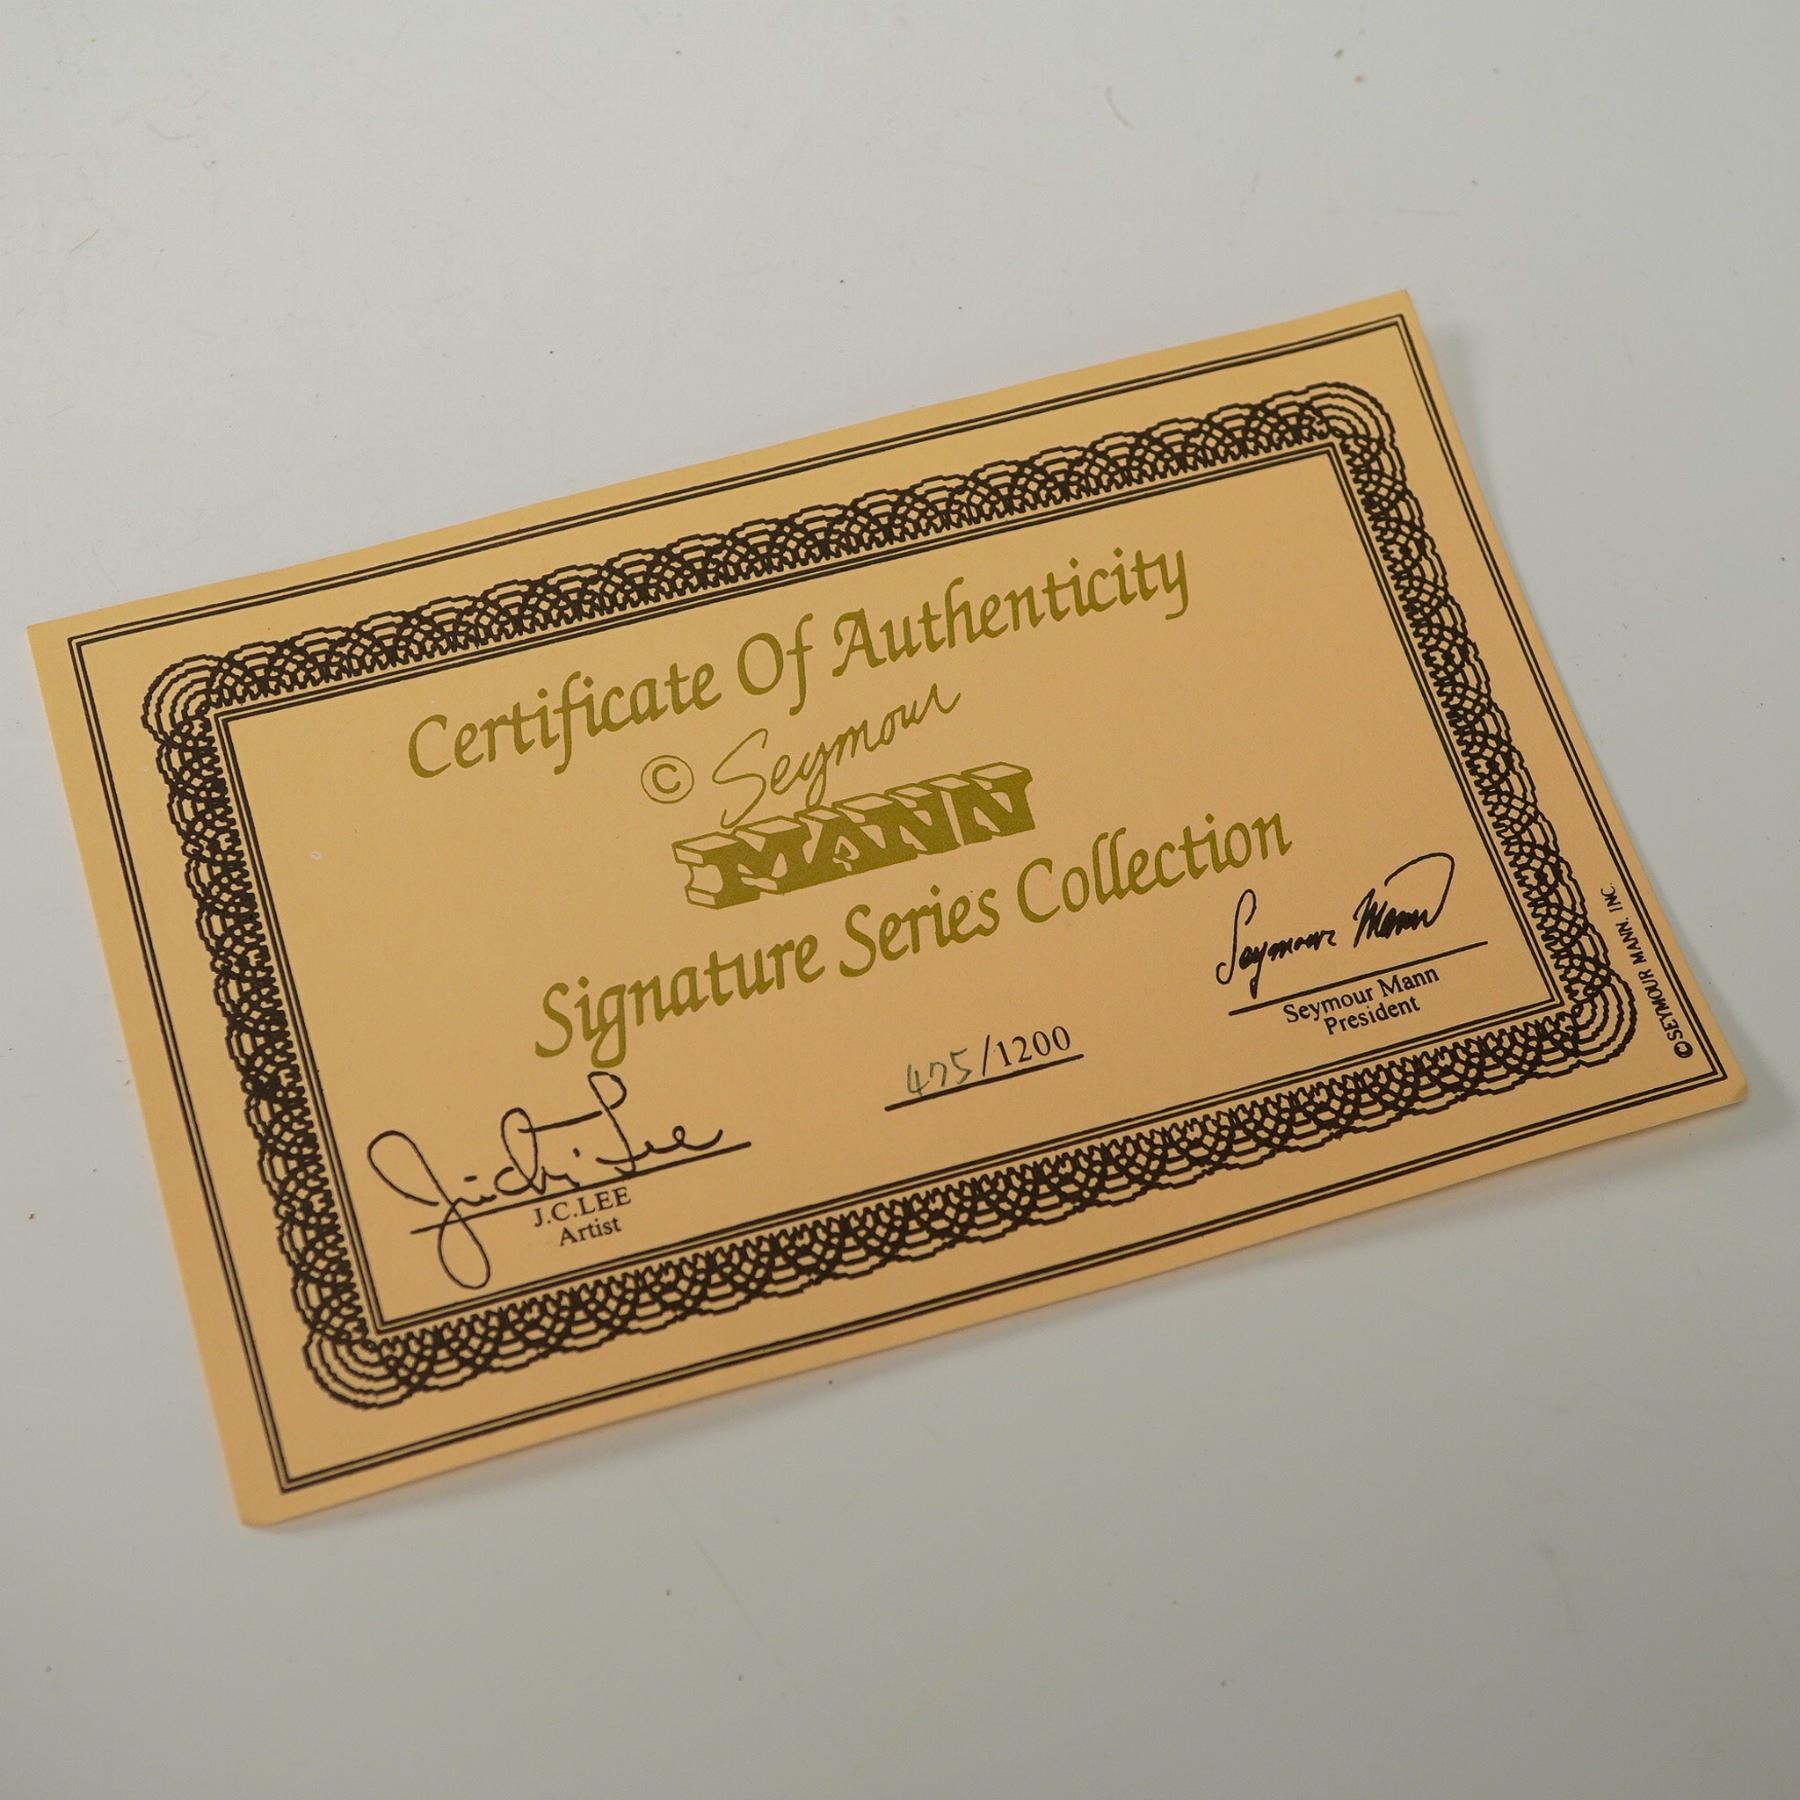 Certificate Of Authenticity
© Seymour
MANN
Signature Series Collection
Seymour Mann
Seymour Mann
President
475/1200
J.C.LEE
Artist
©SEYMOUR MANN, INC.